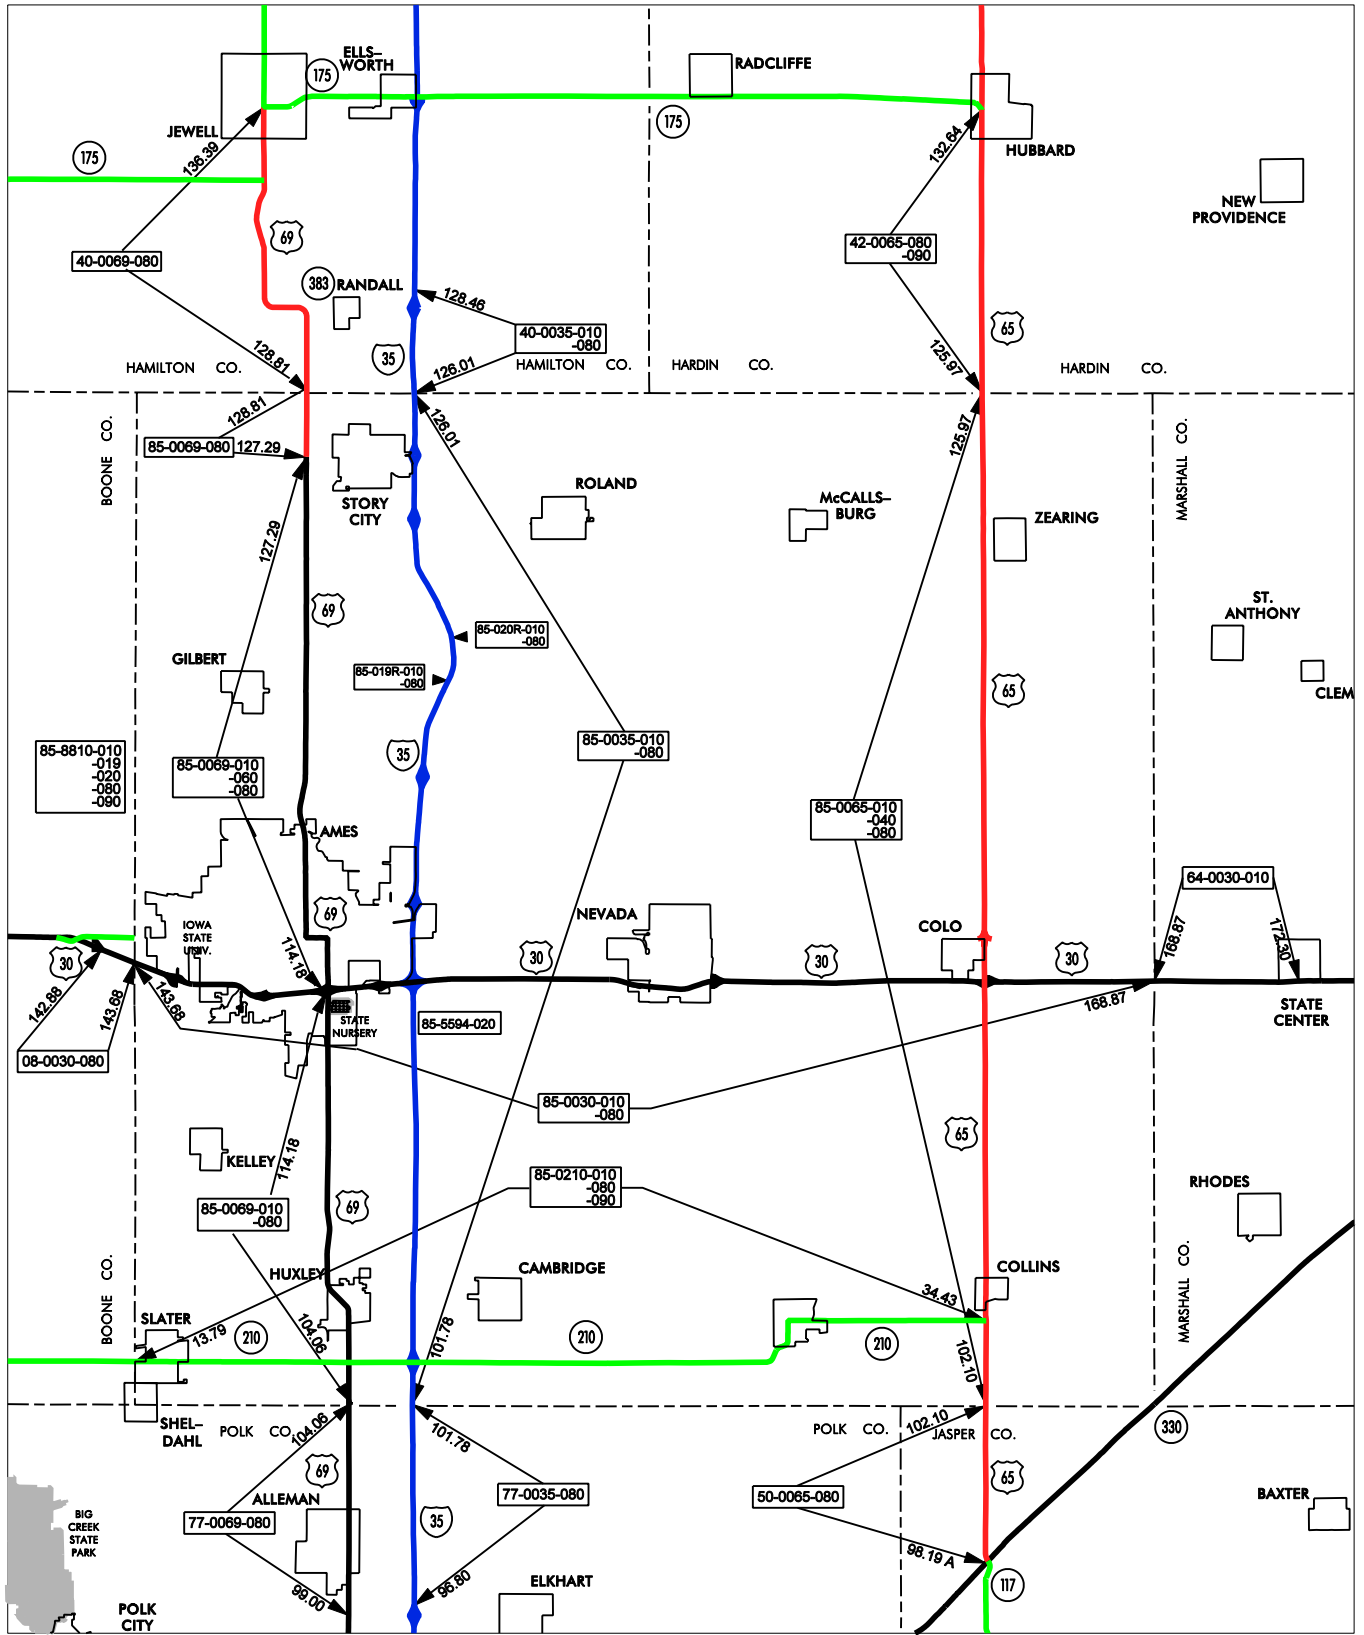 ELLS-
WORTH
175
RADCLIFFE
JEWELL
175
175
136.39
132.64
HUBBARD
NEW
PROVIDENCE
69
40-0069-080
42-0065-080
-090
383
RANDALL
128.46
65
40-0035-010
-080
35
128.81
126.01
125.97
HAMILTON CO.
HAMILTON CO.
HARDIN CO.
HARDIN CO.
BOONE CO.
128.81
126.01
125.97
MARSHALL CO.
85-0069-080
127.29
STORY
CITY
ROLAND
McCALLS-
BURG
ZEARING
127.29
69
ST.
ANTHONY
85-020R-010
-080
GILBERT
85-019R-010
-080
65
CLEM
85-8810-010
-019
-020
-080
-090
85-0069-010
-060
-080
35
85-0035-010
-080
85-0065-010
-040
-080
AMES
64-0030-010
69
NEVADA
COLO
IOWA
STATE
UNIV.
30
114.18
30
30
30
168.87
172.30
142.88
143.68
143.68
STATE
NURSERY
85-5594-020
168.87
STATE
CENTER
08-0030-080
85-0030-010
-080
65
KELLEY
114.18
85-0210-010
-080
-090
RHODES
85-0069-010
-080
69
BOONE CO.
HUXLEY
CAMBRIDGE
COLLINS
MARSHALL CO.
34.43
SLATER
13.79
210
104.06
101.78
210
210
102.10
SHEL-
DAHL
POLK CO.
104.06
101.78
POLK CO.
102.10
JASPER CO.
330
69
65
ALLEMAN
77-0035-080
50-0065-080
BAXTER
77-0069-080
35
BIG
CREEK
STATE
PARK
98.19 A
99.00
96.80
ELKHART
117
POLK
CITY